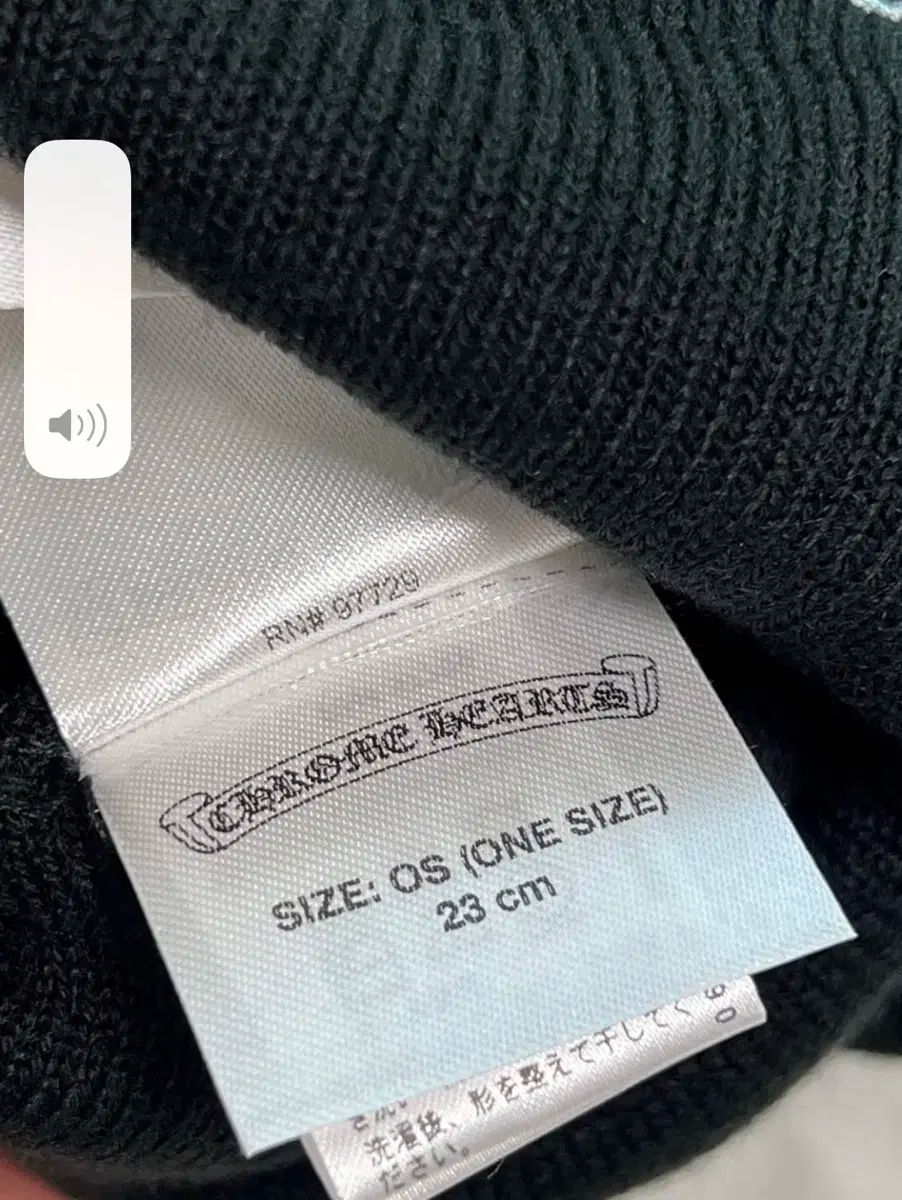 RN# 97729
CHROME HEARTS
SIZE: OS (ONE SIZE)
23 cm
90
形を整えて干してく
洗濯後、
ださい。